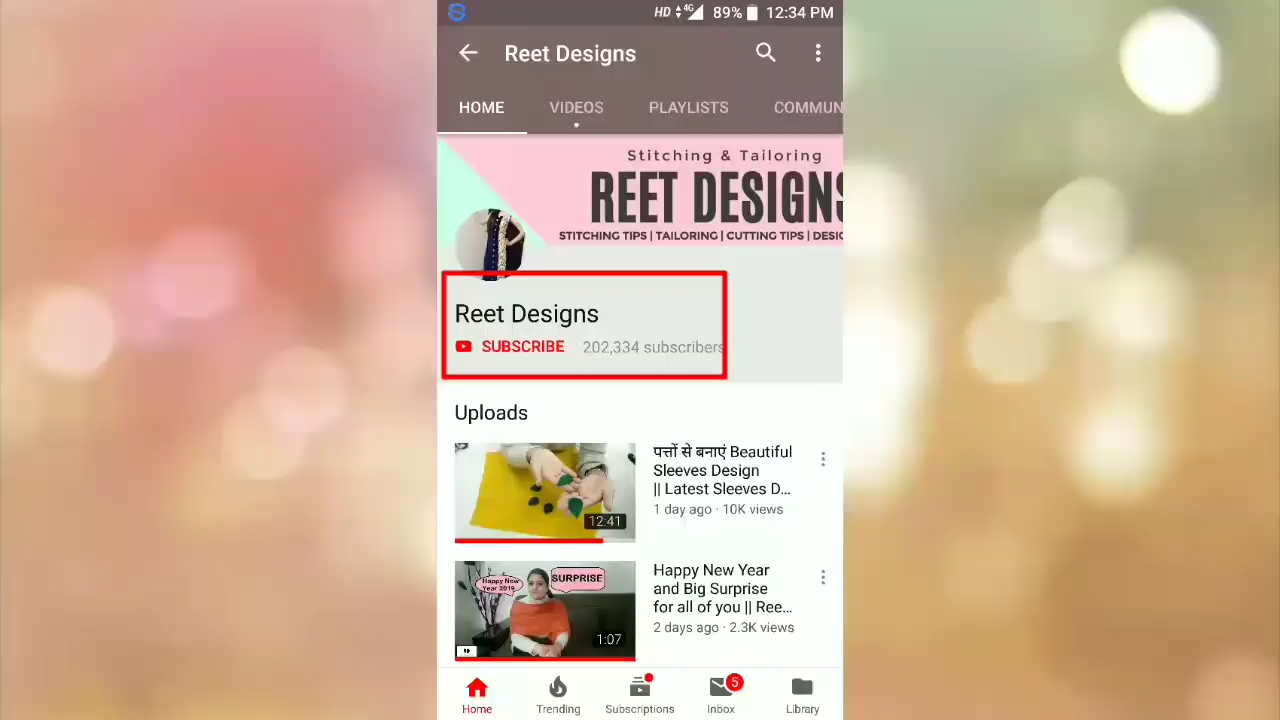 HD 4G 89% 12:34 PM
Reet Designs
HOME VIDEOS PLAYLISTS COMMUN
Stitching & Tailoring
REET DESIGNS
STITCHING TIPS | TAILORING | CUTTING TIPS | DESIG
Reet Designs
SUBSCRIBE 202,334 subscribers
Uploads
पत्तों से बनाएं Beautiful
Sleeves Design
|| Latest Sleeves D...
1 day ago · 10K views
12:41
Happy New Year
and Big Surprise
for all of you || Ree...
2 days ago · 2.3K views
Happy New
Year 2019
SURPRISE
1:07
Home Trending Subscriptions Inbox 5 Library